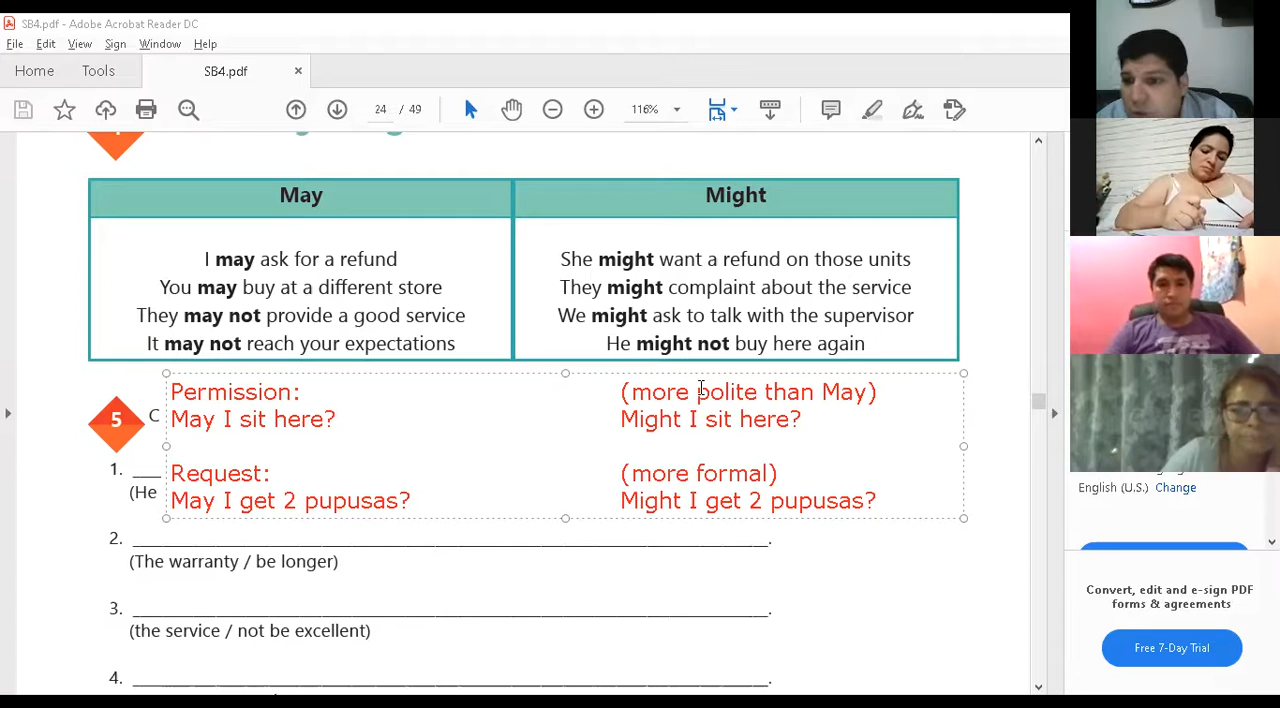 SB4.pdf - Adobe Acrobat Reader DC
File Edit View Sign Window Help
Home Tools SB4.pdf ×
24 / 49 116%
May Might
I may ask for a refund
You may buy at a different store
They may not provide a good service
It may not reach your expectations
She might want a refund on those units
They might complaint about the service
We might ask to talk with the supervisor
He might not buy here again
5 C
Permission:
May I sit here?
(more polite than May)
Might I sit here?
Request:
May I get 2 pupusas?
(more formal)
Might I get 2 pupusas?
1. ___
(He
2. ___.
(The warranty / be longer)
3. ___.
(the service / not be excellent)
4. ___.
English (U.S.) Change
Convert, edit and e-sign PDF
forms & agreements
Free 7-Day Trial